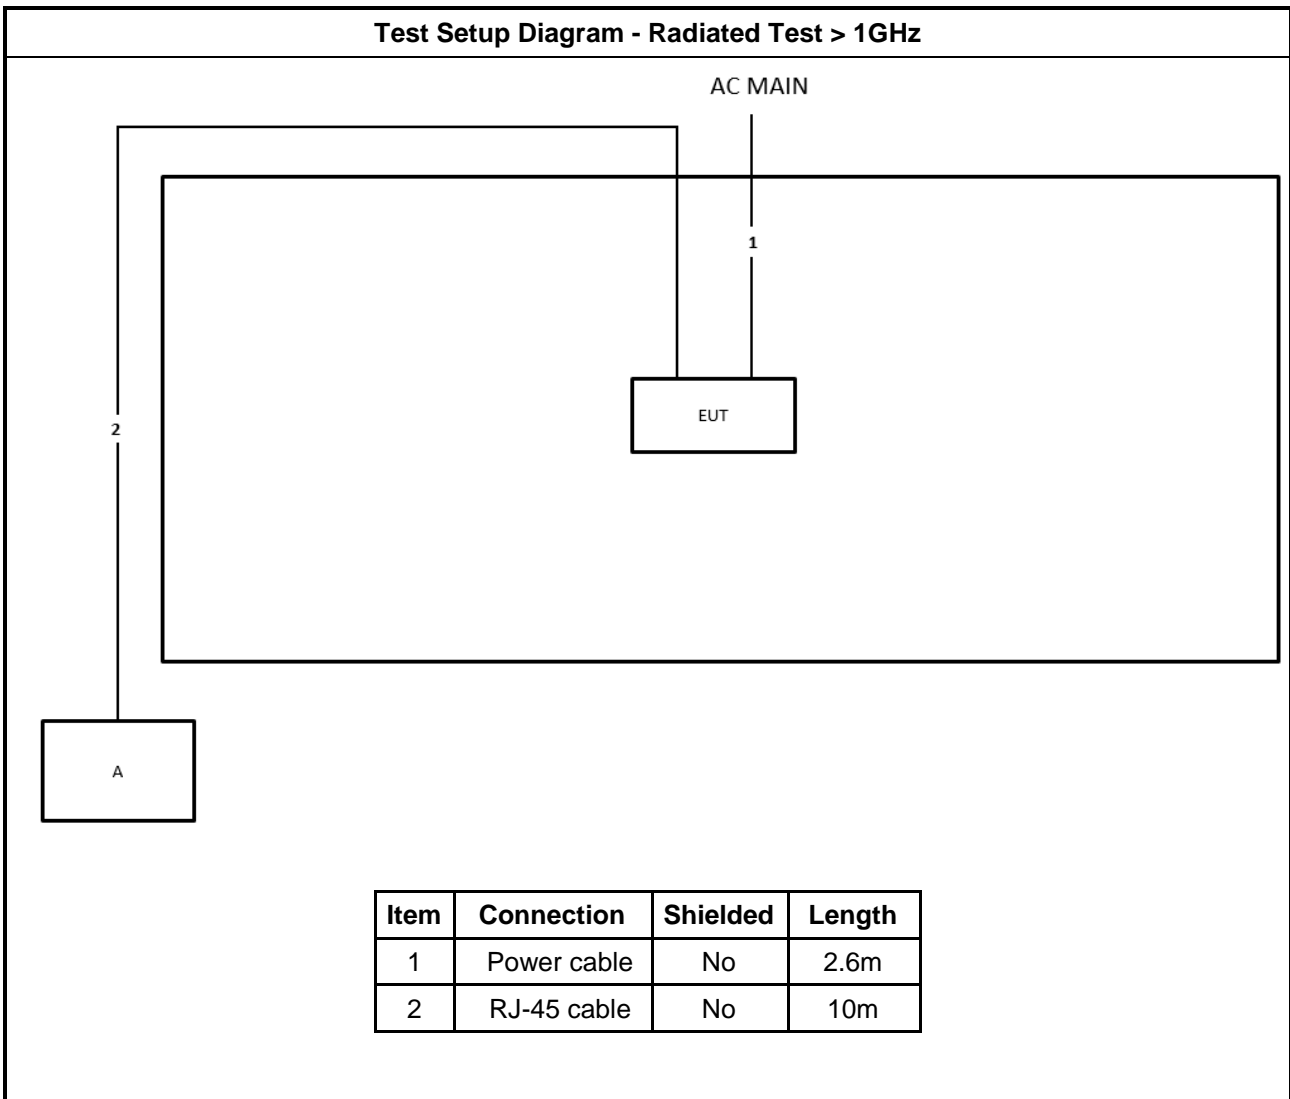 Test Setup Diagram - Radiated Test > 1GHz
AC MAIN
1
EUT
2
A
Item Connection Shielded Length
1 Power cable No 2.6m
2 RJ-45 cable No 10m